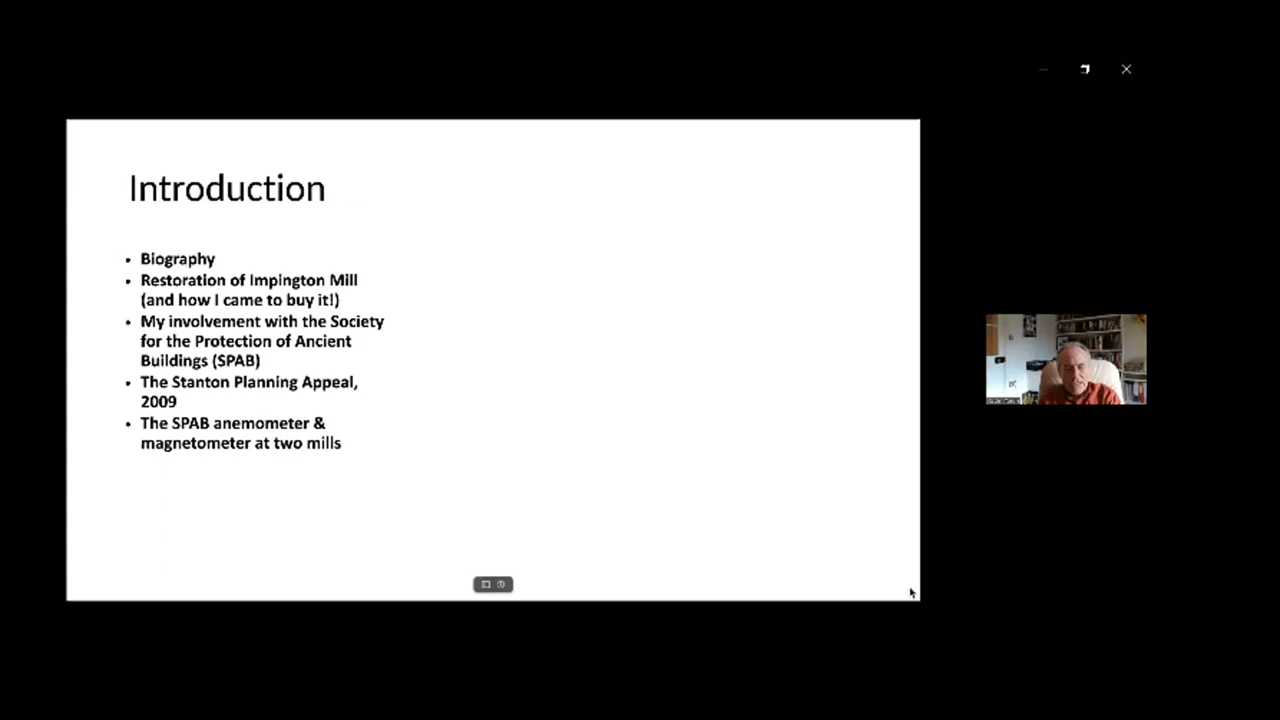 Introduction
• Biography
• Restoration of Impington Mill
(and how I came to buy it!)
• My involvement with the Society
for the Protection of Ancient
Buildings (SPAB)
• The Stanton Planning Appeal,
2009
• The SPAB anemometer &
magnetometer at two mills